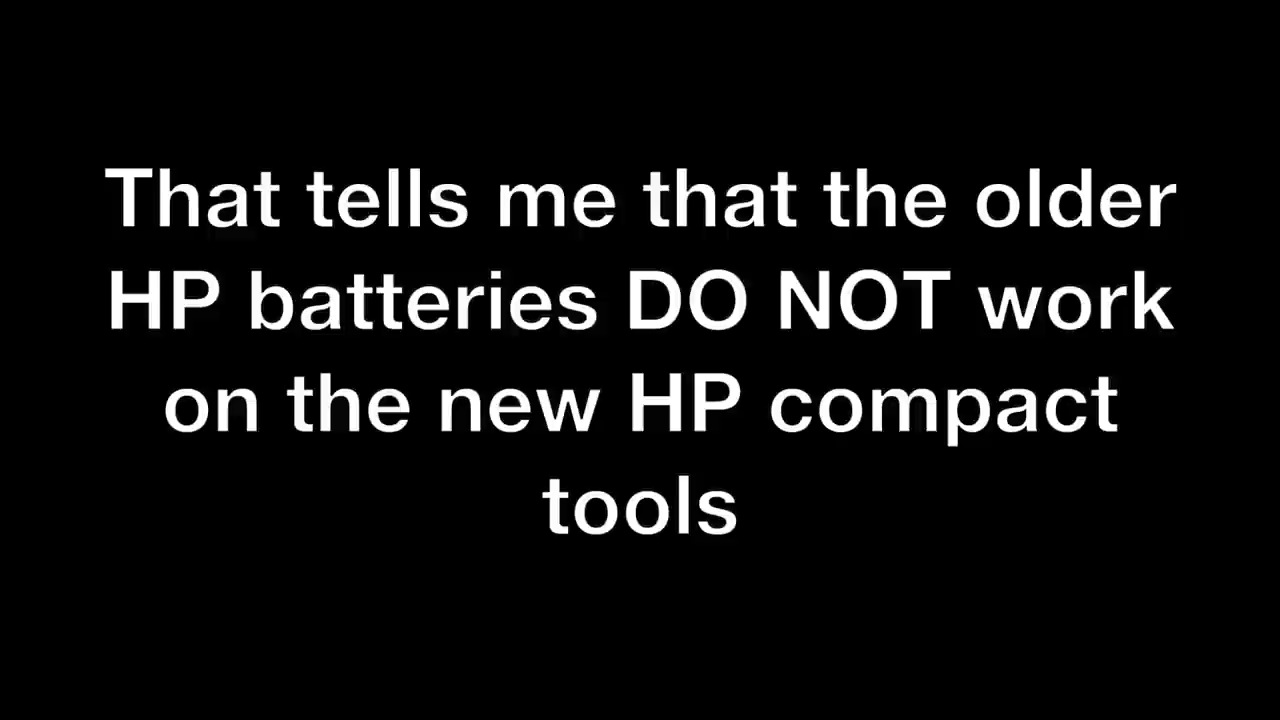 That tells me that the older
HP batteries DO NOT work
on the new HP compact
tools